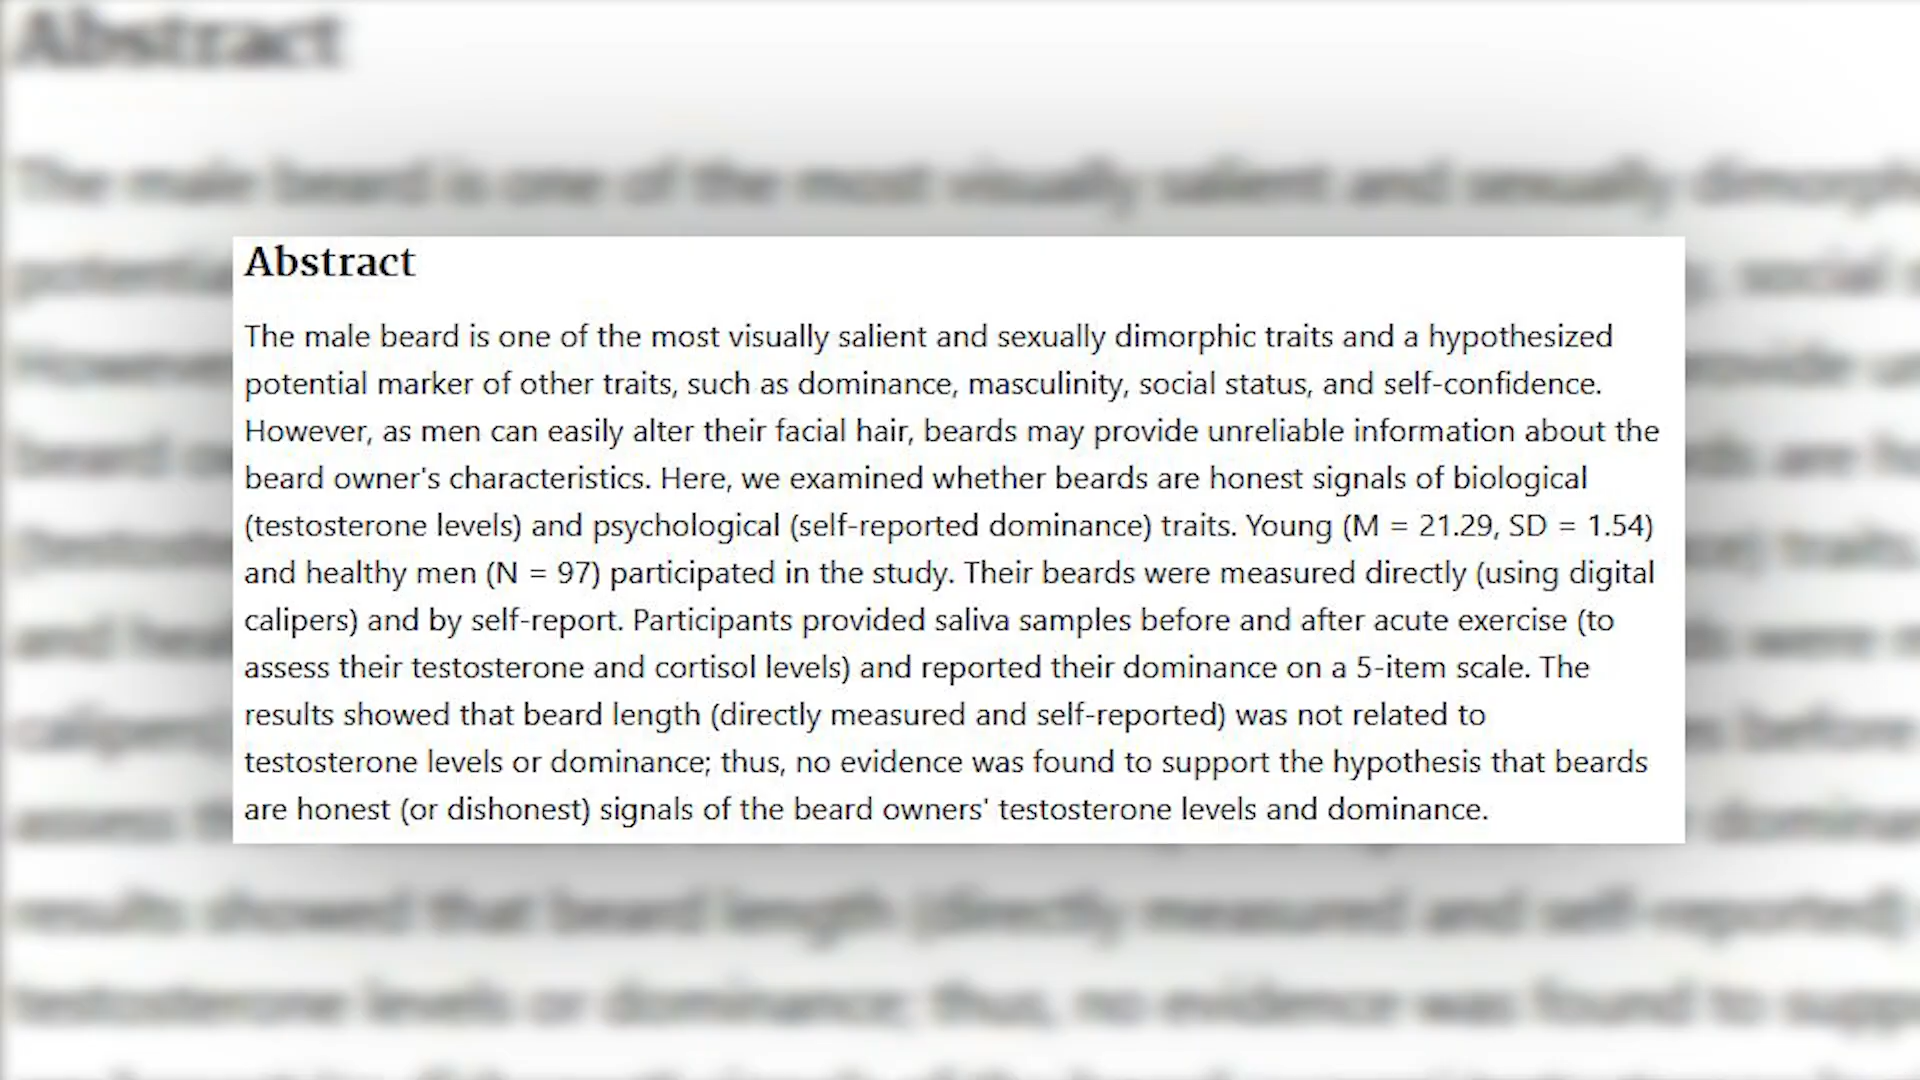 Abstract
The male beard is one of the most visually salient and sexually dimorphic traits and a hypothesized
potential marker of other traits, such as dominance, masculinity, social status, and self-confidence.
However, as men can easily alter their facial hair, beards may provide unreliable information about the
beard owner's characteristics. Here, we examined whether beards are honest signals of biological
(testosterone levels) and psychological (self-reported dominance) traits. Young (M = 21.29, SD = 1.54)
and healthy men (N = 97) participated in the study. Their beards were measured directly (using digital
calipers) and by self-report. Participants provided saliva samples before and after acute exercise (to
assess their testosterone and cortisol levels) and reported their dominance on a 5-item scale. The
results showed that beard length (directly measured and self-reported) was not related to
testosterone levels or dominance; thus, no evidence was found to support the hypothesis that beards
are honest (or dishonest) signals of the beard owners' testosterone levels and dominance.